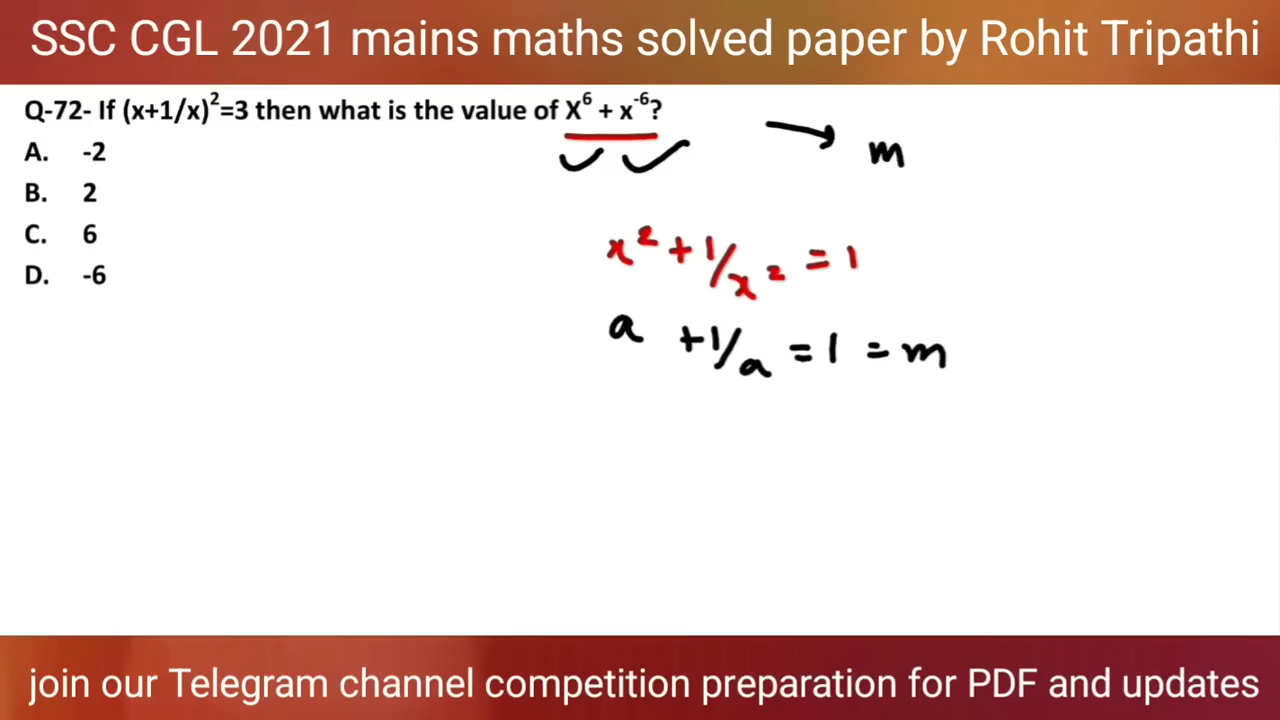 SSC CGL 2021 mains maths solved paper by Rohit Tripathi
Q-72- If (x+1/x)²=3 then what is the value of X⁶ + x⁻⁶?
A. -2
B. 2
C. 6
D. -6
m
x² + 1/x² = 1
a + 1/a = 1 = m
join our Telegram channel competition preparation for PDF and updates